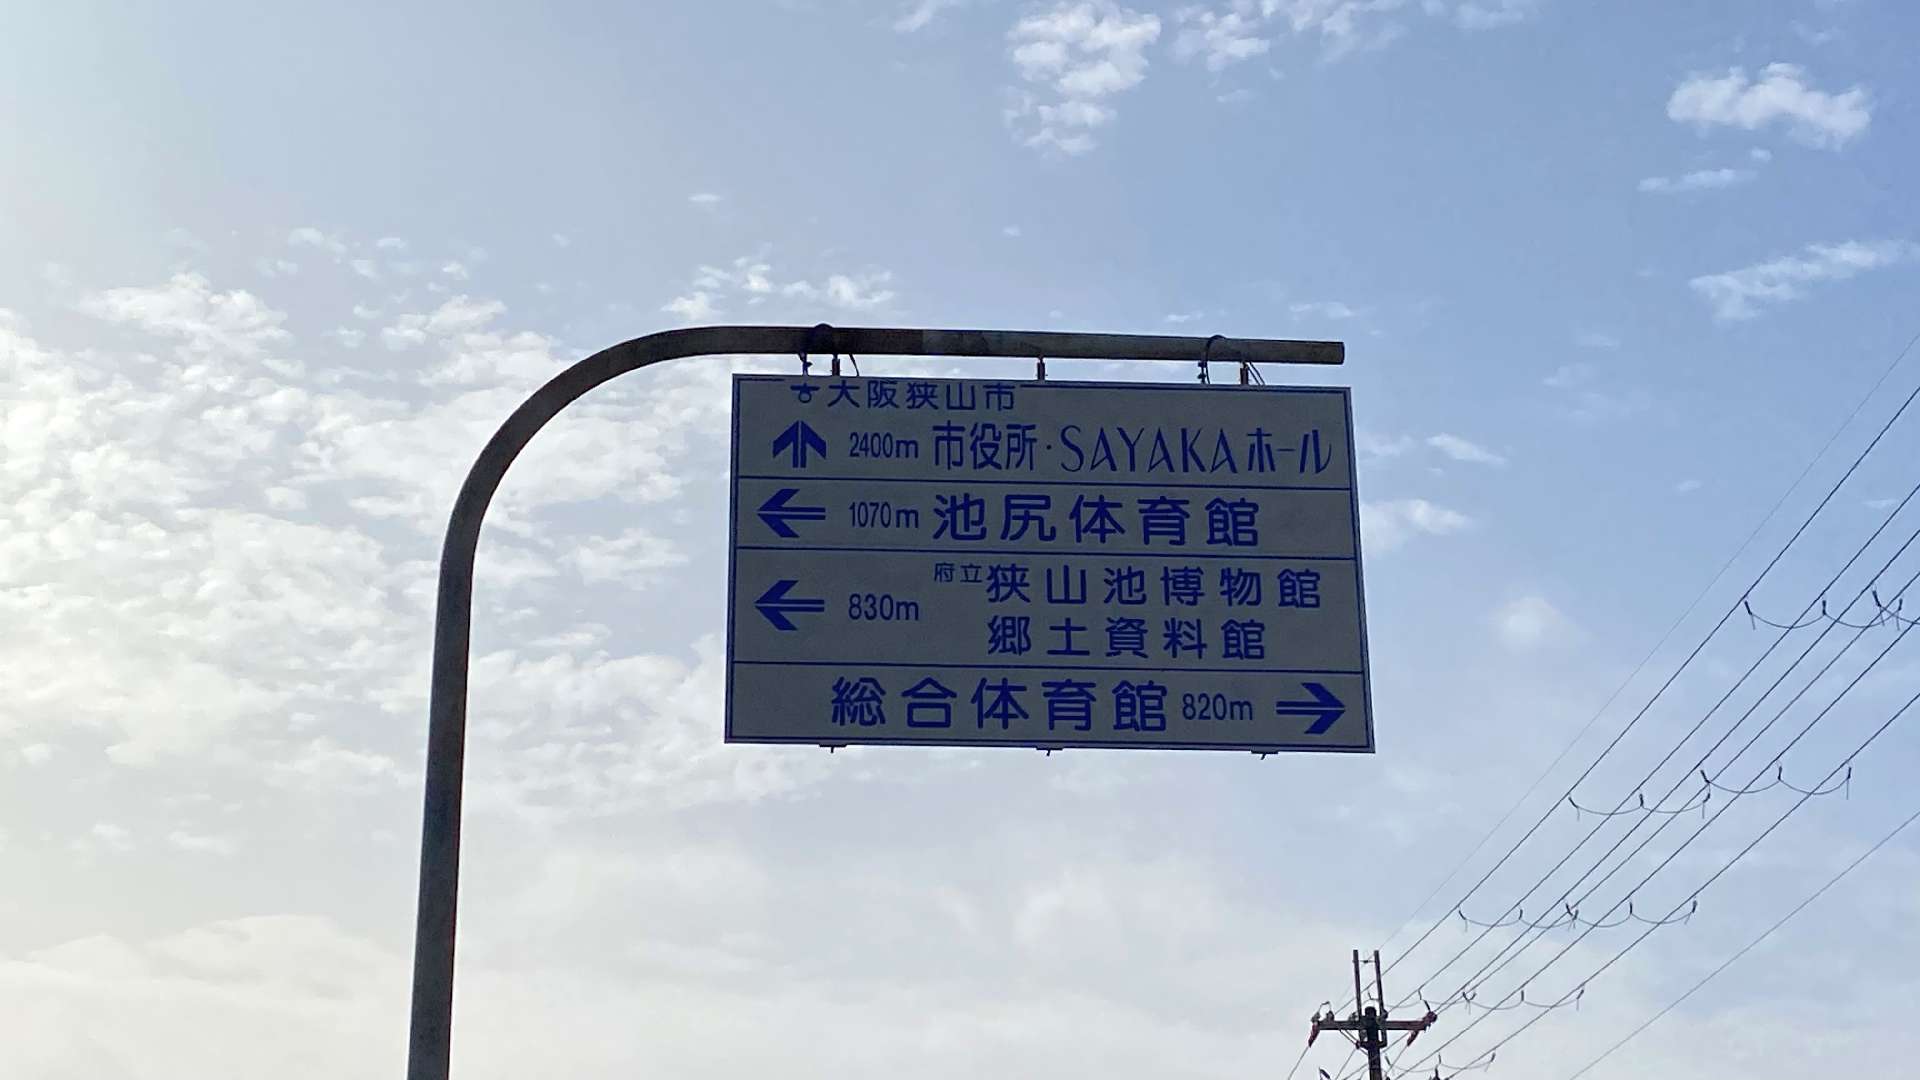 大阪狭山市
2400m 市役所・SAYAKAホール
1070m 池尻体育館
830m 府立狭山池博物館
郷土資料館
総合体育館 820m